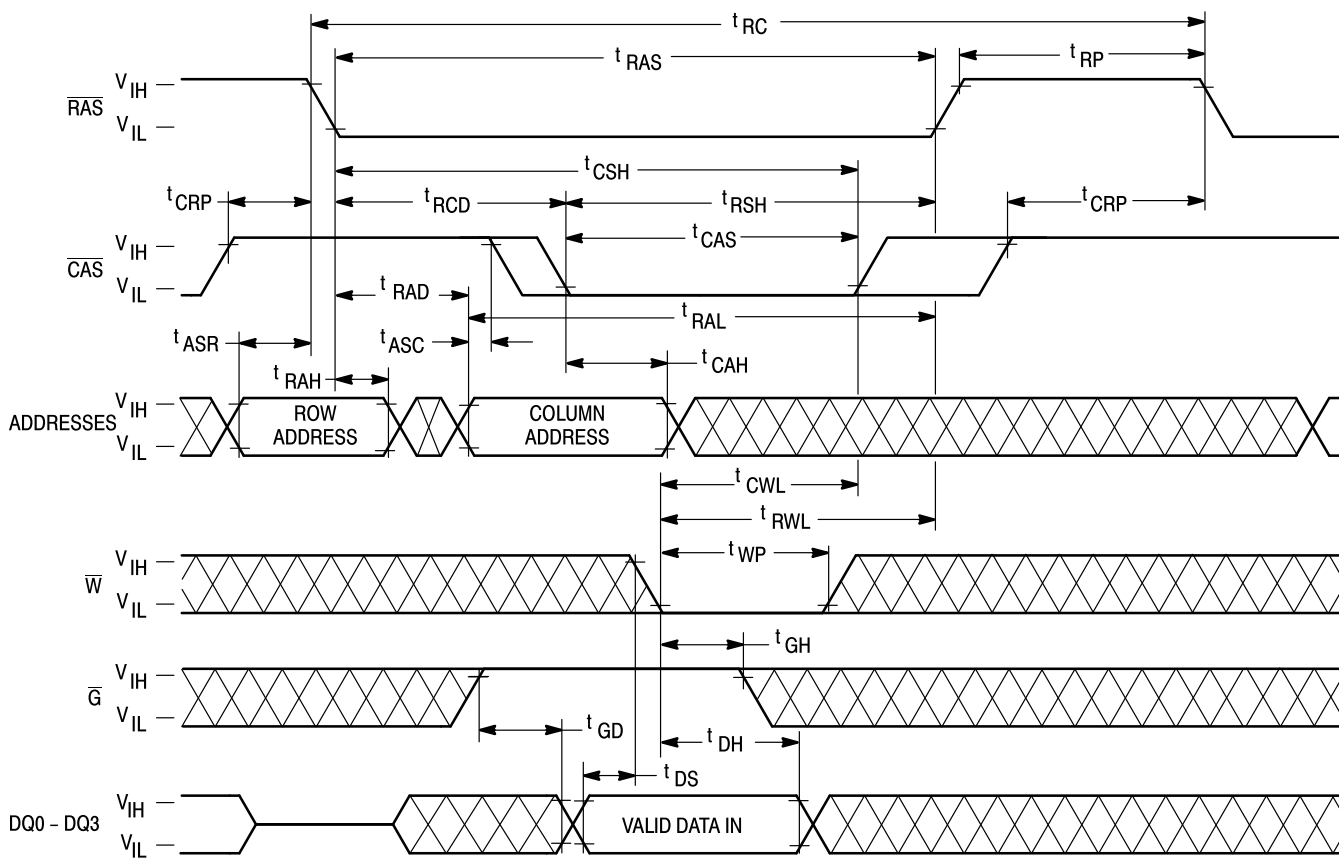 t RC
t RAS
t RP
RAS
V IH
V IL
t CSH
t CRP
t RCD
t RSH
t CRP
CAS
V IH
V IL
t CAS
t RAD
t RAL
t ASR
t ASC
t CAH
t RAH
ADDRESSES
V IH
V IL
ROW
ADDRESS
COLUMN
ADDRESS
t CWL
t RWL
t WP
W
V IH
V IL
t GH
G
V IH
V IL
t GD
t DH
t DS
DQ0 – DQ3
V IH
V IL
VALID DATA IN